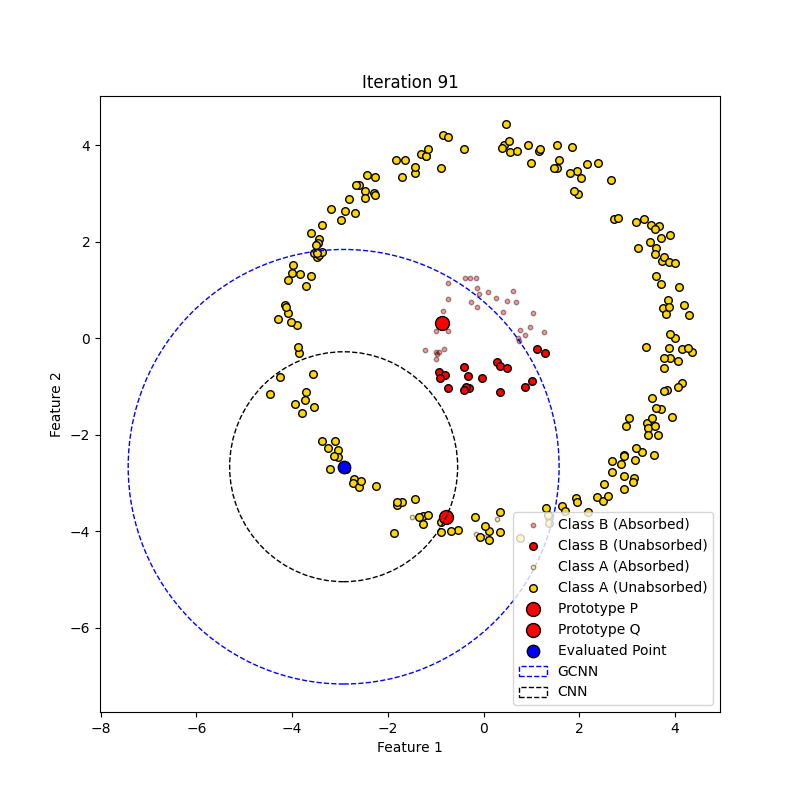 Iteration 91
4
2
0
−2
−4
−6
Feature 2
Class B (Absorbed)
Class B (Unabsorbed)
Class A (Absorbed)
Class A (Unabsorbed)
Prototype P
Prototype Q
Evaluated Point
GCNN
CNN
−8 −6 −4 −2 0 2 4
Feature 1